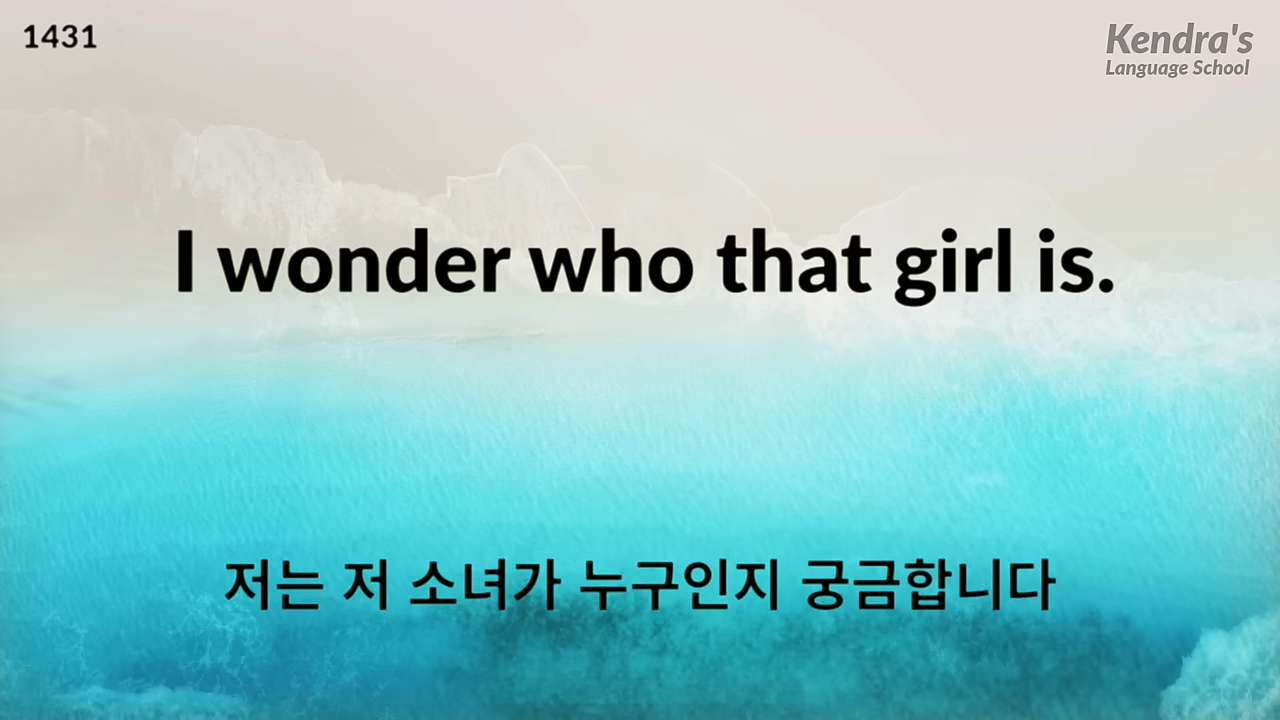 1431
Kendra's
Language School
I wonder who that girl is.
저는 저 소녀가 누구인지 궁금합니다